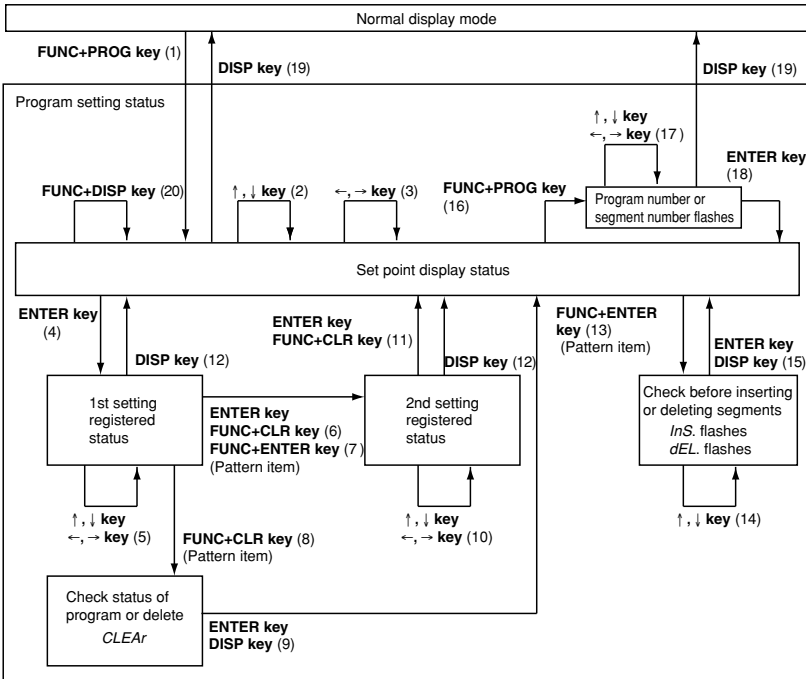 Normal display mode
FUNC+PROG key (1)
DISP key (19)
DISP key (19)
Program setting status
↑, ↓ key
←, → key (17)
FUNC+DISP key (20)
↑, ↓ key (2)
←, → key (3)
FUNC+PROG key
(16)
Program number or
segment number flashes
ENTER key
(18)
Set point display status
ENTER key
(4)
DISP key (12)
ENTER key
FUNC+CLR key (11)
DISP key (12)
FUNC+ENTER
key (13)
(Pattern item)
ENTER key
DISP key (15)
1st setting
registered
status
ENTER key
FUNC+CLR key (6)
FUNC+ENTER key (7)
(Pattern item)
2nd setting
registered
status
Check before inserting
or deleting segments
InS. flashes
dEL. flashes
↑, ↓ key
←, → key (5)
FUNC+CLR key (8)
(Pattern item)
↑, ↓ key
←, → key (10)
↑, ↓ key (14)
Check status of
program or delete
CLEAr
ENTER key
DISP key (9)